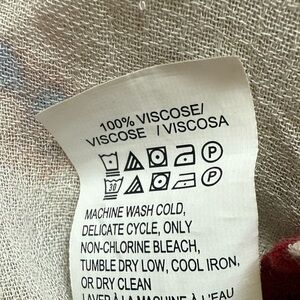 100% VISCOSE/
VISCOSE / VISCOSA
P
30 P
MACHINE WASH COLD,
DELICATE CYCLE, ONLY
NON-CHLORINE BLEACH,
TUMBLE DRY LOW, COOL IRON,
OR DRY CLEAN
LAVER À LA MACHINE À L'EAU